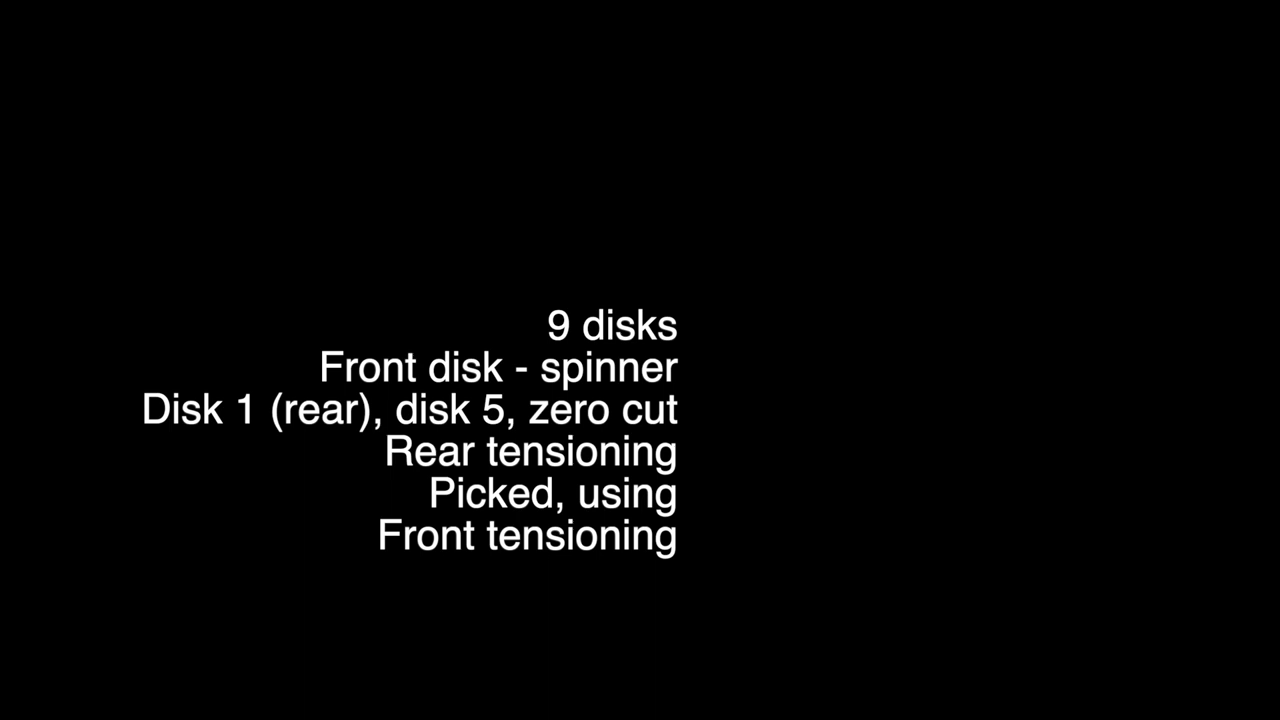 9 disks
Front disk - spinner
Disk 1 (rear), disk 5, zero cut
Rear tensioning
Picked, using
Front tensioning